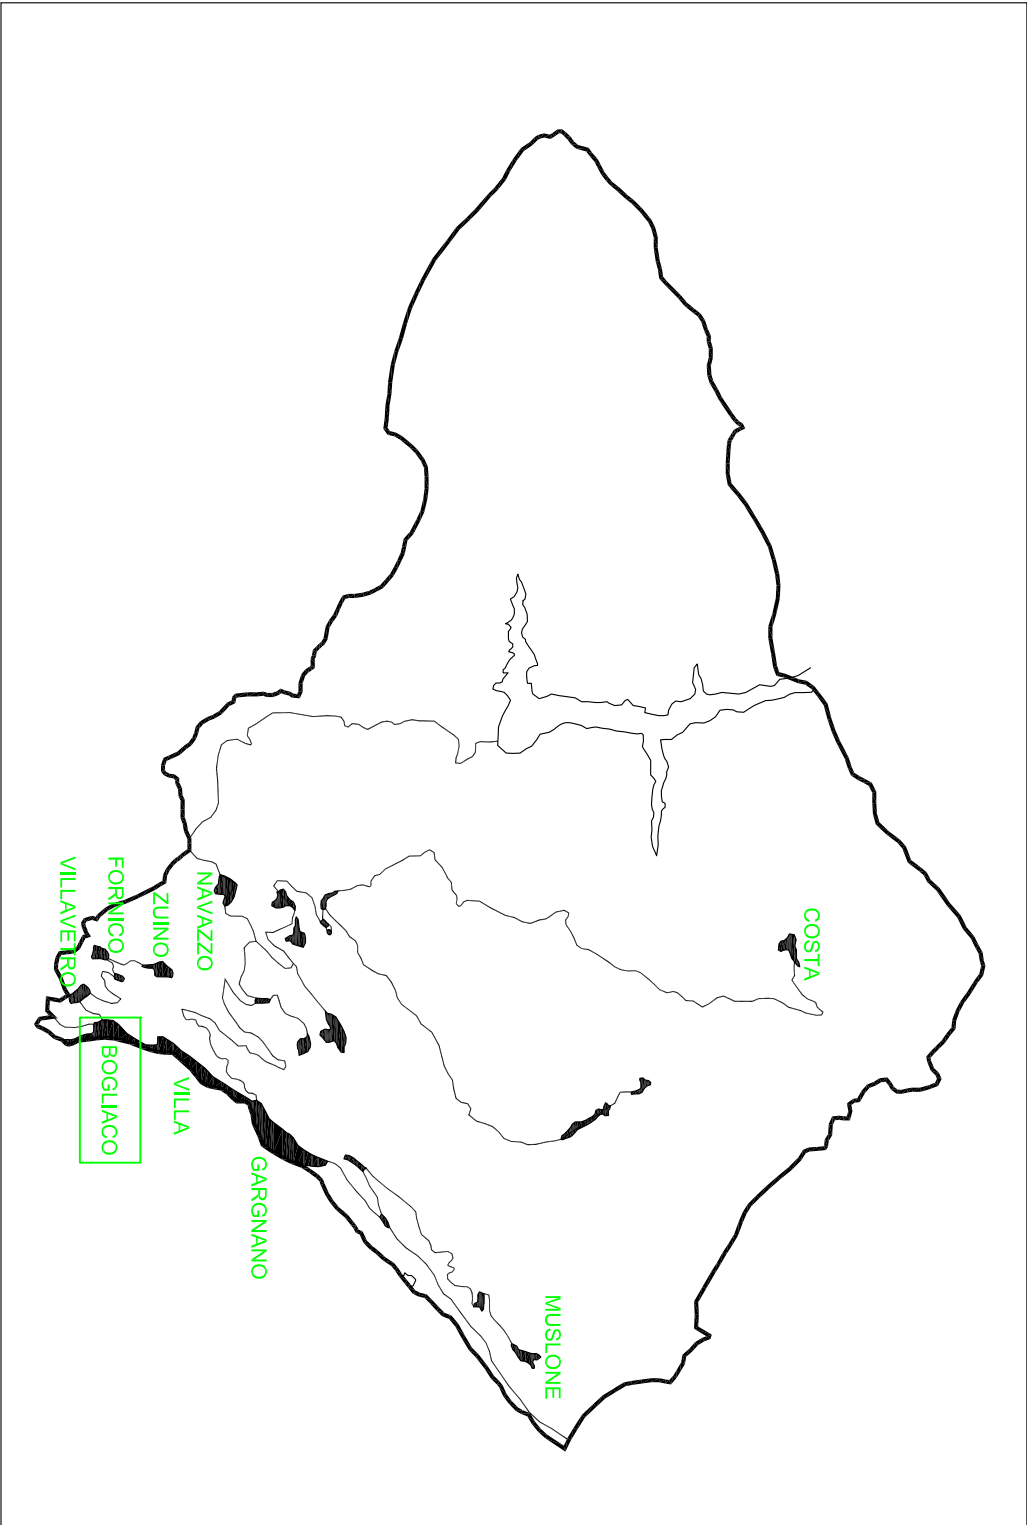 COSTA
MUSLONE
GARGNANO
NAVAZZO
VILLA
ZUINO
FORNICO
BOGLIACO
VILLAVETRO